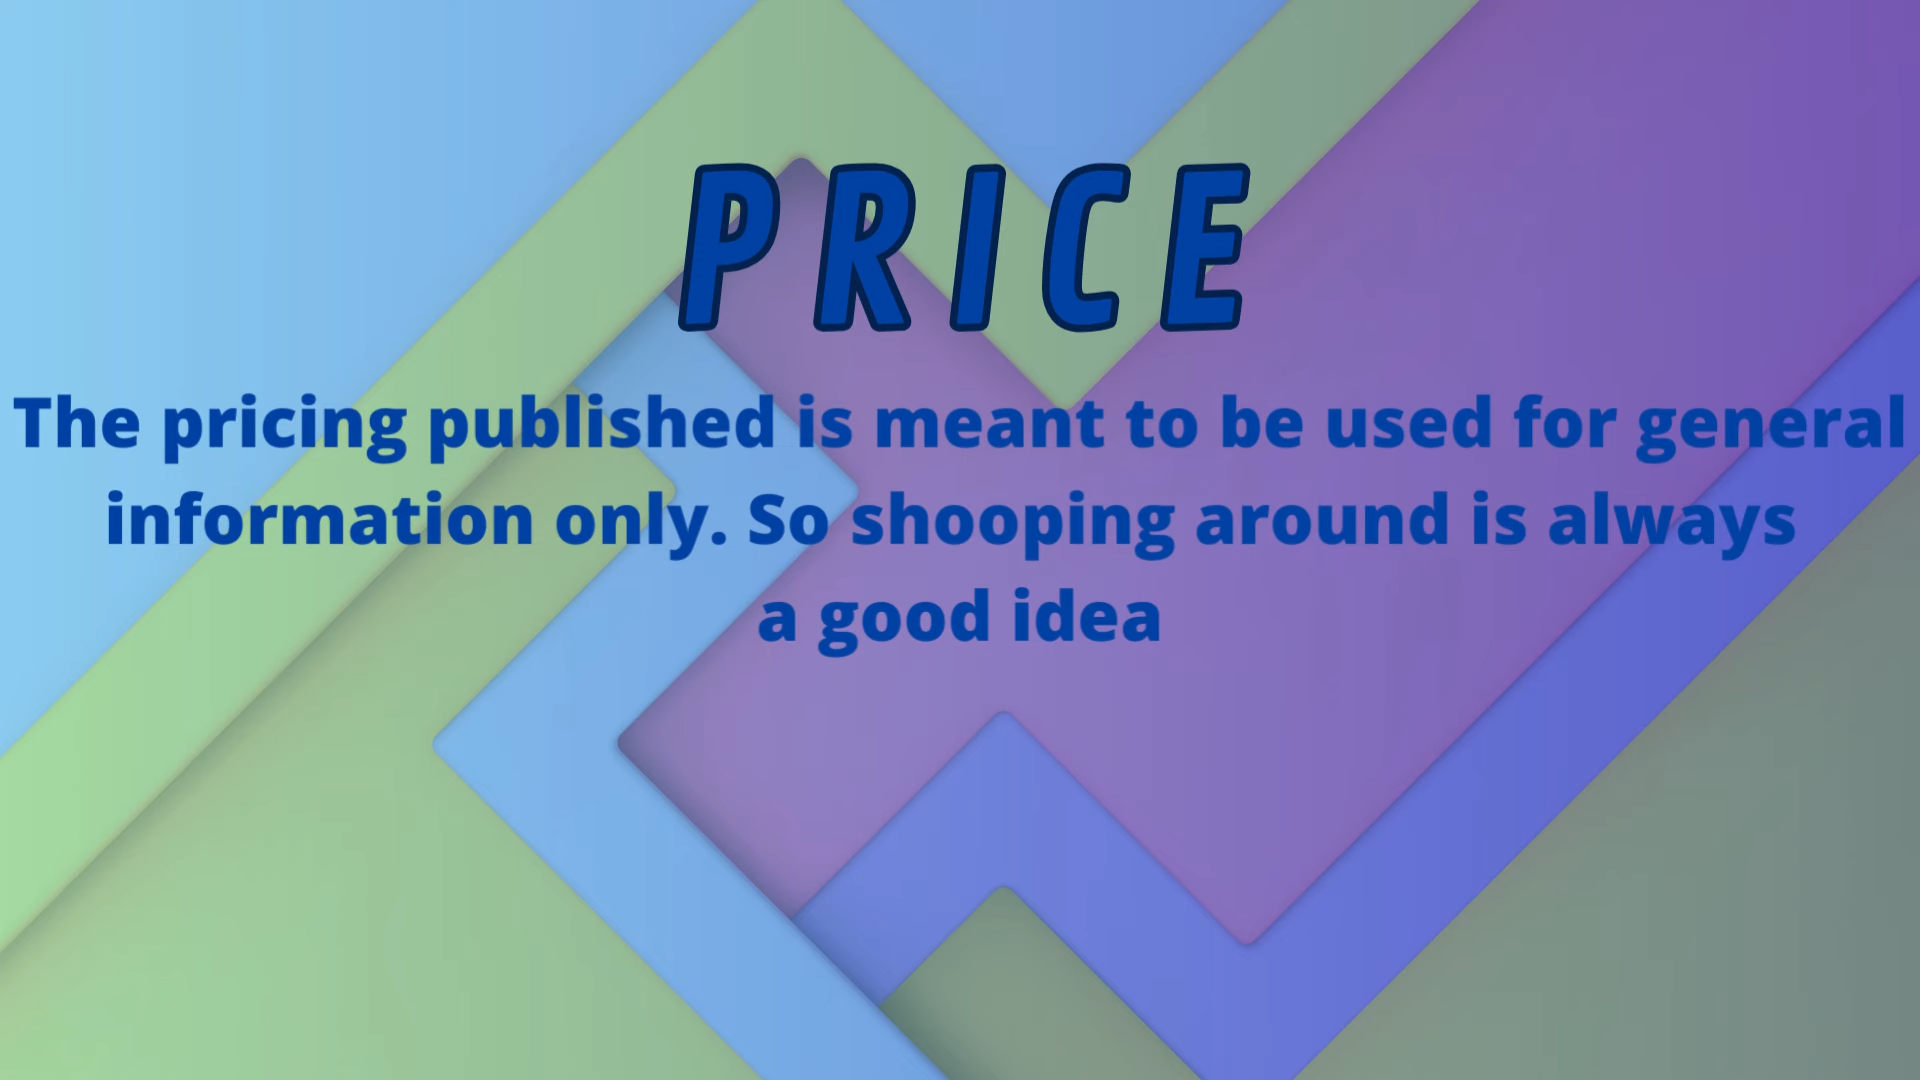 PRICE
The pricing published is meant to be used for general
information only. So shooping around is always
a good idea